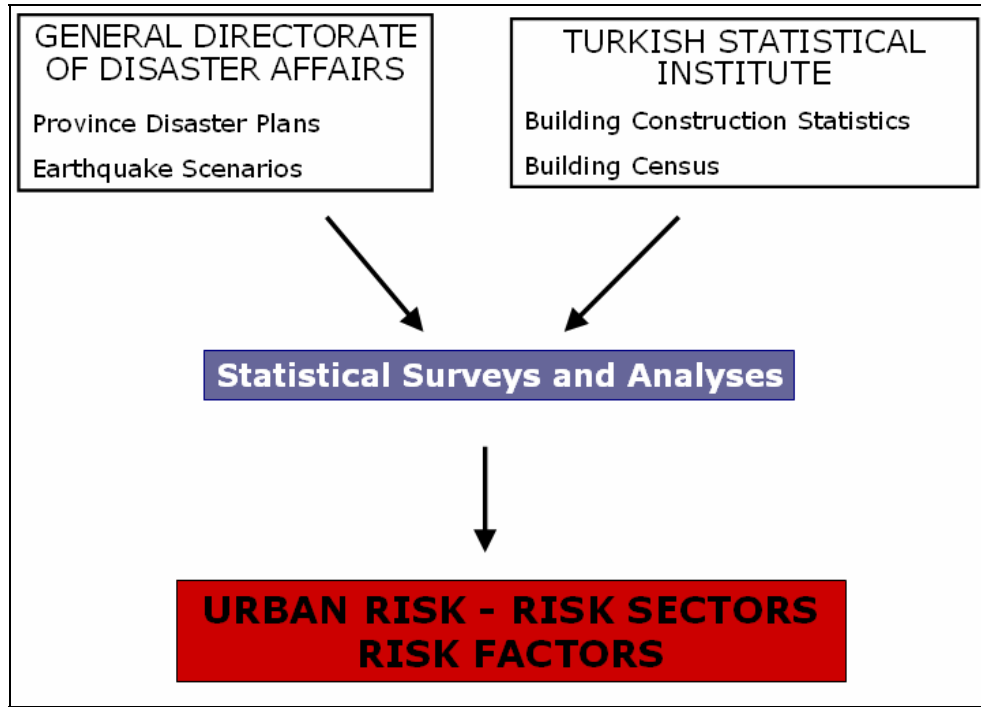 GENERAL DIRECTORATE
OF DISASTER AFFAIRS
Province Disaster Plans
Earthquake Scenarios
TURKISH STATISTICAL
INSTITUTE
Building Construction Statistics
Building Census
Statistical Surveys and Analyses
URBAN RISK - RISK SECTORS
RISK FACTORS